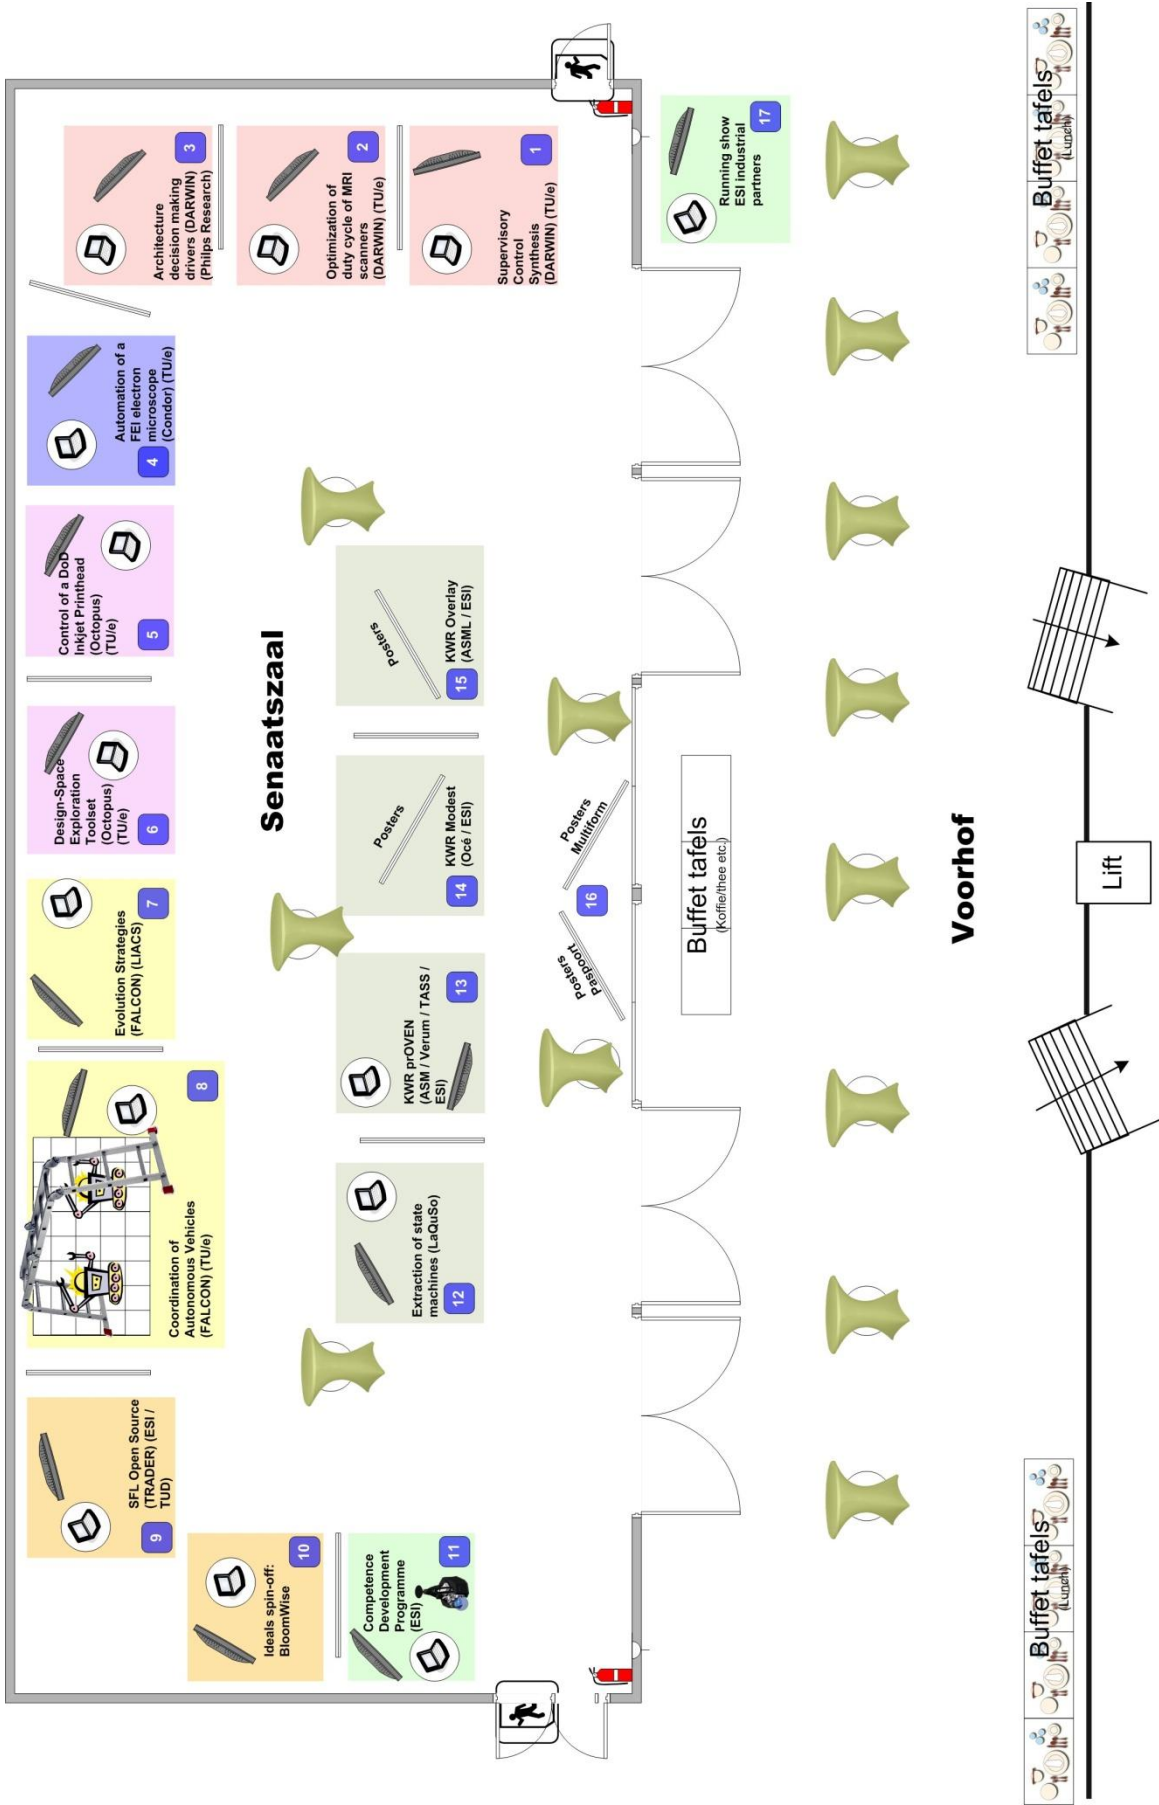 3
Architecture
decision making
drivers (DARWIN)
(Philps Research)
2
Optimization of
duty cycle of MRI
scanners
(DARWIN) (TU/e)
1
Supervisory
Control
Synthesis
(DARWIN) (TU/e)
17
Running show
ESI industrial
partners
Automation of a
FEI electron
microscope
(Condor) (TU/e)
4
Control of a DoD
Inkjet Printhead
(Octopus)
(TU/e)
5
Design-Space
Exploration
Toolset
(Octopus)
(TU/e)
6
7
Evolution Strategies
(FALCON) (LIACS)
8
Coordination of
Autonomous Vehicles
(FALCON) (TU/e)
SFL Open Source
(TRADER) (ESI /
TUD)
9
10
Ideals spin-off:
BloomWise
11
Competence
Development
Programme
(ESI)
Senaatszaal
Posters
KWR Overlay
(ASML / ESI)
15
Posters
KWR Modest
(Océ / ESI)
14
13
KWR prOVEN
(ASM / Verum / TASS /
ESI)
Extraction of state
machines (LaQuSo)
12
Posters
Multiform
16
Posters
Paspoort
Buffet tafels
(Koffie/thee etc.)
Voorhof
Lift
Buffet tafels
(Lunch)
Buffet tafels
(Lunch)